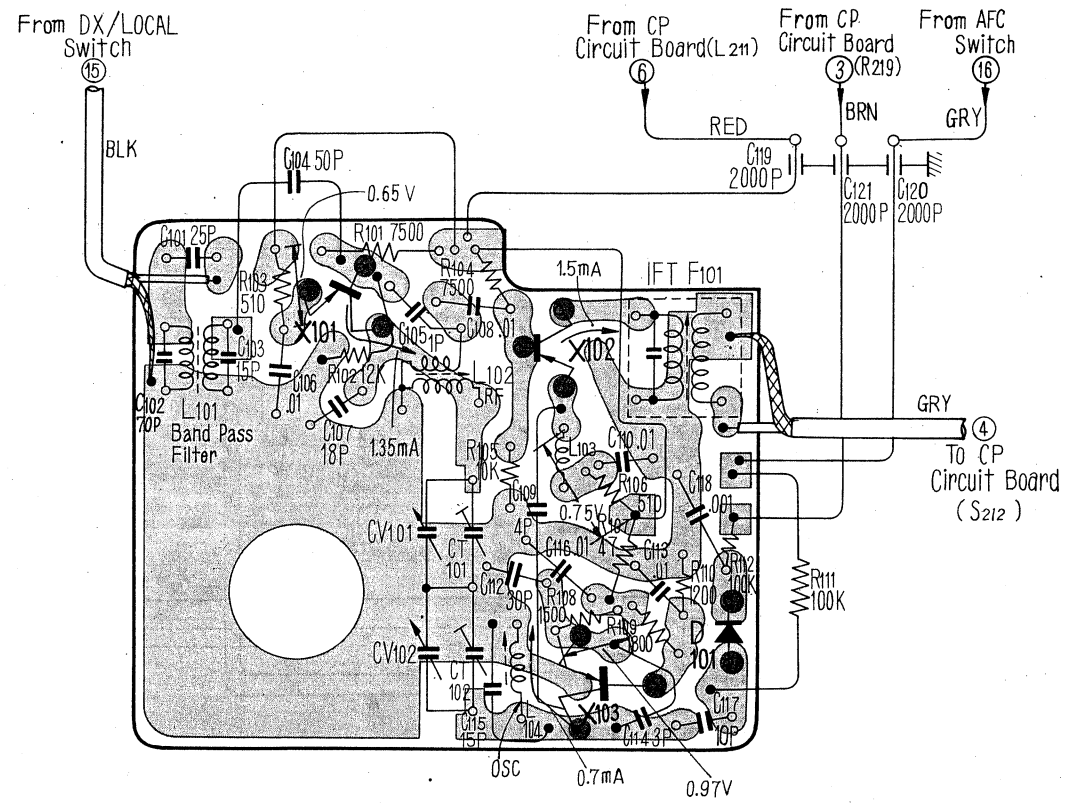 From DX/LOCAL
Switch
15
BLK
From CP
Circuit Board(L211)
6
From CP
Circuit Board
3
(R219)
From AFC
Switch
16
RED
BRN
GRY
C119
2000P
C121
2000P
C120
2000P
C104 50P
0.65 V
C101 25P
R101 7500
R103
510
R104
7500
1.5mA
IFT F101
X101
C105 1P
C108 .01
X102
C103
15P
C106
.01
R102 12K
L102
RF
C102
70P
L101
Band Pass
Filter
C107
18P
1.35mA
R105
10K
L103
C110 .01
GRY
4
To CP
Circuit Board
(S212)
C109
4P
R106
510
C118
.001
0.75V
R107
47
CV101
CT
101
C116 .01
C113
.01
R110
1200
R112
100K
R111
100K
C112
30P
R108
1500
R109
1800
D
101
CV102
CT
102
C115
15P
104
X103
C114 3P
C117
10P
OSC
0.7mA
0.97V